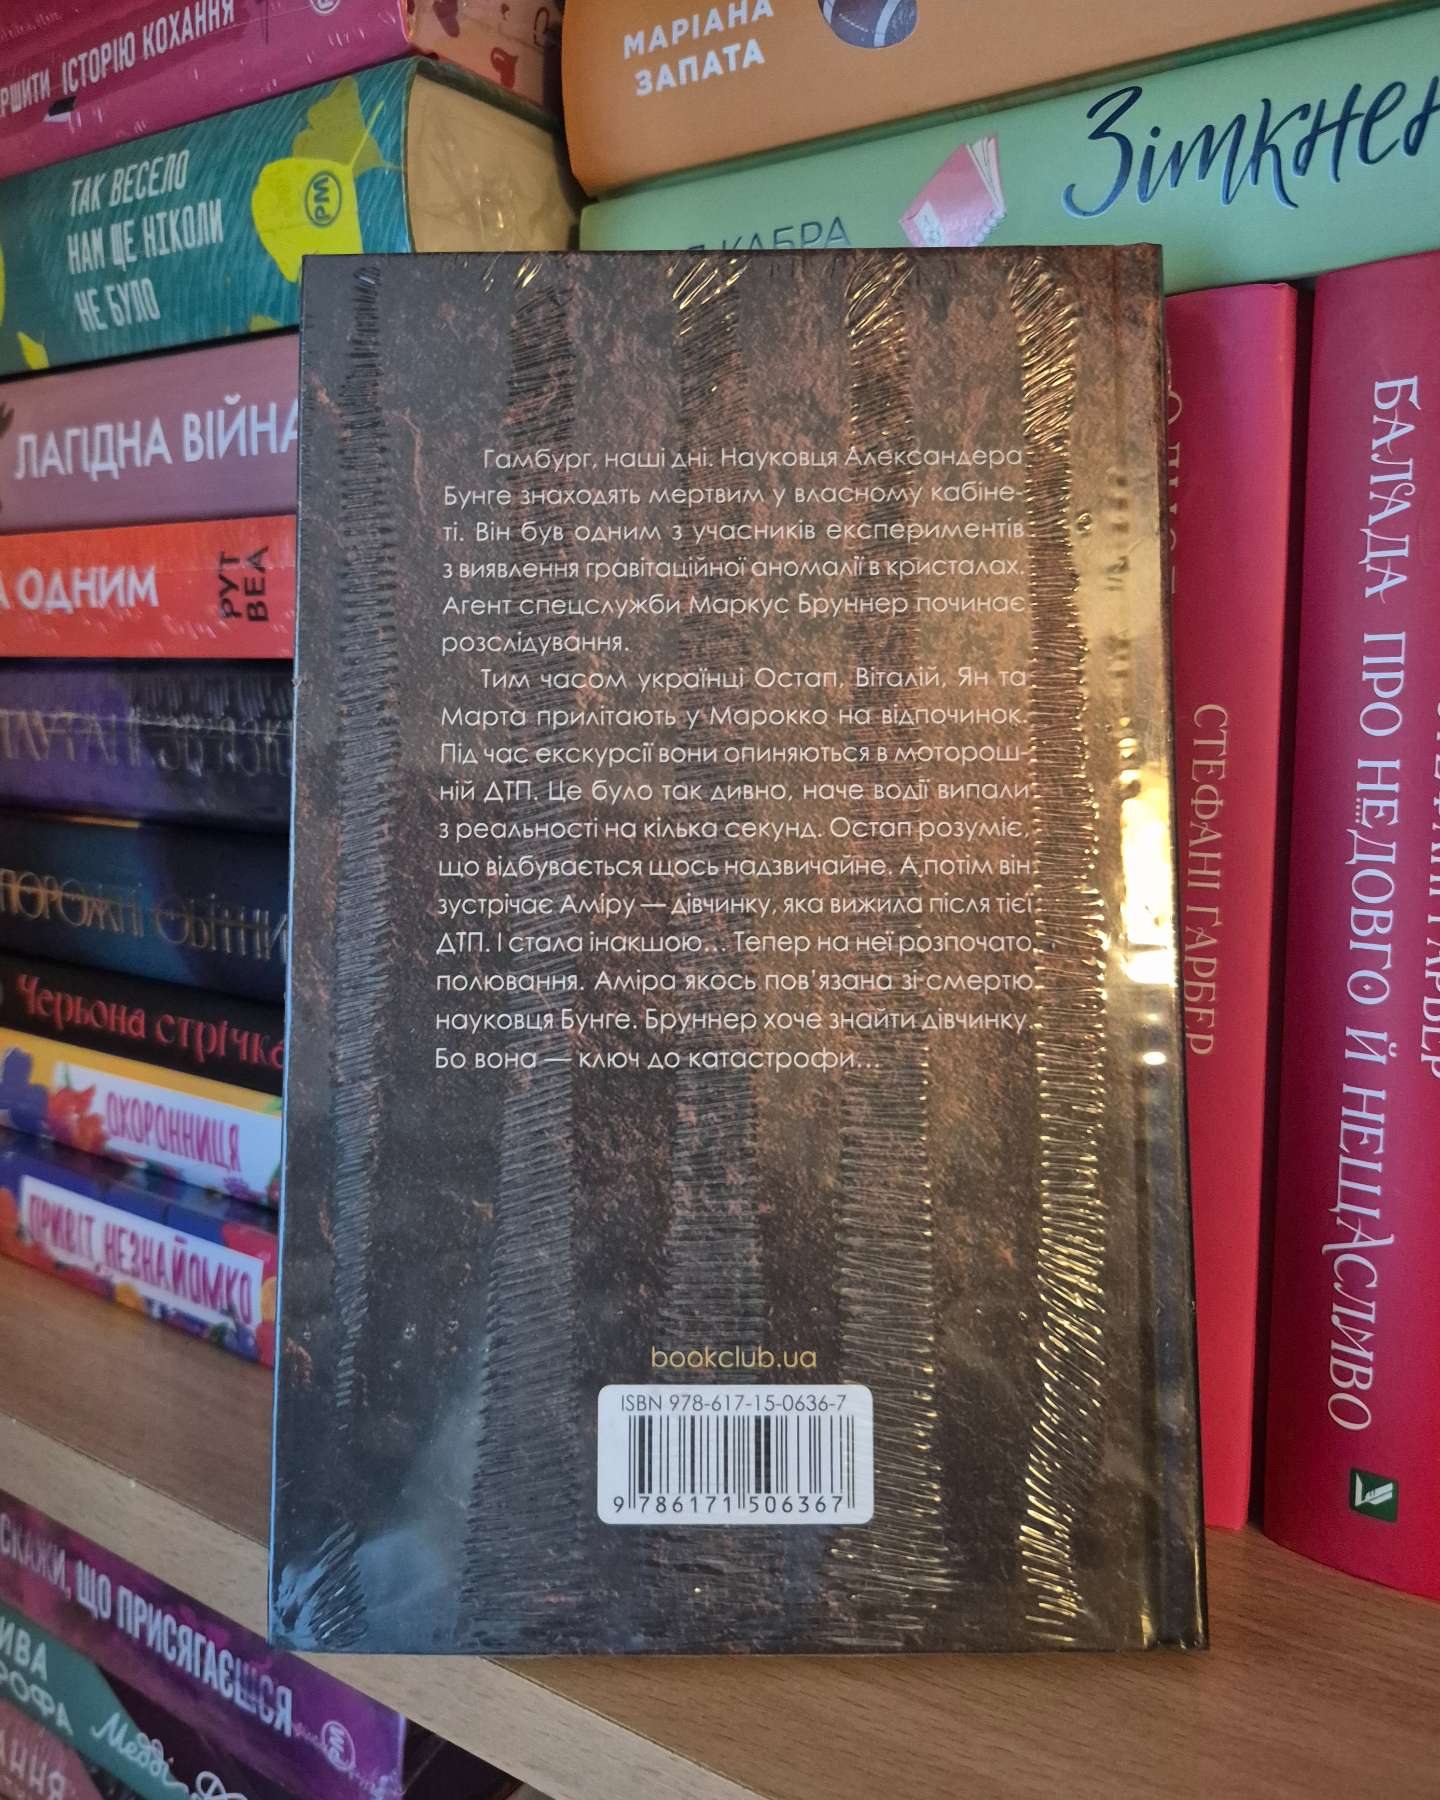 ІСТОРІЮ КОХАННЯ
ТАК ВЕСЕЛО
НАМ ЩЕ НІКОЛИ
НЕ БУЛО
РМ
ЛАГІДНА ВІЙНА
ОДНИМ
РУТ
ВЕА
Червона стрічка
ОХОРОННИЦЯ
ПРИВІТ, НЕЗНАЙОМКО
МАРІАНА
ЗАПАТА
КАБРА
Гамбург, наші дні. Науковця Александера
Бунге знаходять мертвим у власному кабіне-
ті. Він був одним з учасників експериментів
з виявлення гравітаційної аномалії в кристалах.
Агент спецслужби Маркус Бруннер починає
розслідування.
Тим часом українці Остап, Віталій, Ян та
Марта прилітають у Марокко на відпочинок.
Під час екскурсії вони опиняються в моторош-
ній ДТП. Це було так дивно, наче водії випали
з реальності на кілька секунд. Остап розуміє,
що відбувається щось надзвичайне. А потім він
зустрічає Аміру — дівчинку, яка вижила після тієї
ДТП. І стала інакшою... Тепер на неї розпочато
полювання. Аміра якось пов’язана зі смертю
науковця Бунге. Бруннер хоче знайти дівчинку.
Бо вона — ключ до катастрофи...
bookclub.ua
ISBN 978-617-15-0636-7
9 786171 506367
СТЕФАНІ ГАРБЕР
БАЛАДА ПРО НЕДОВГО Й НЕЩАСЛИВО
ЩО ПРИСЯГАЄШСЯ
РМ
Медді